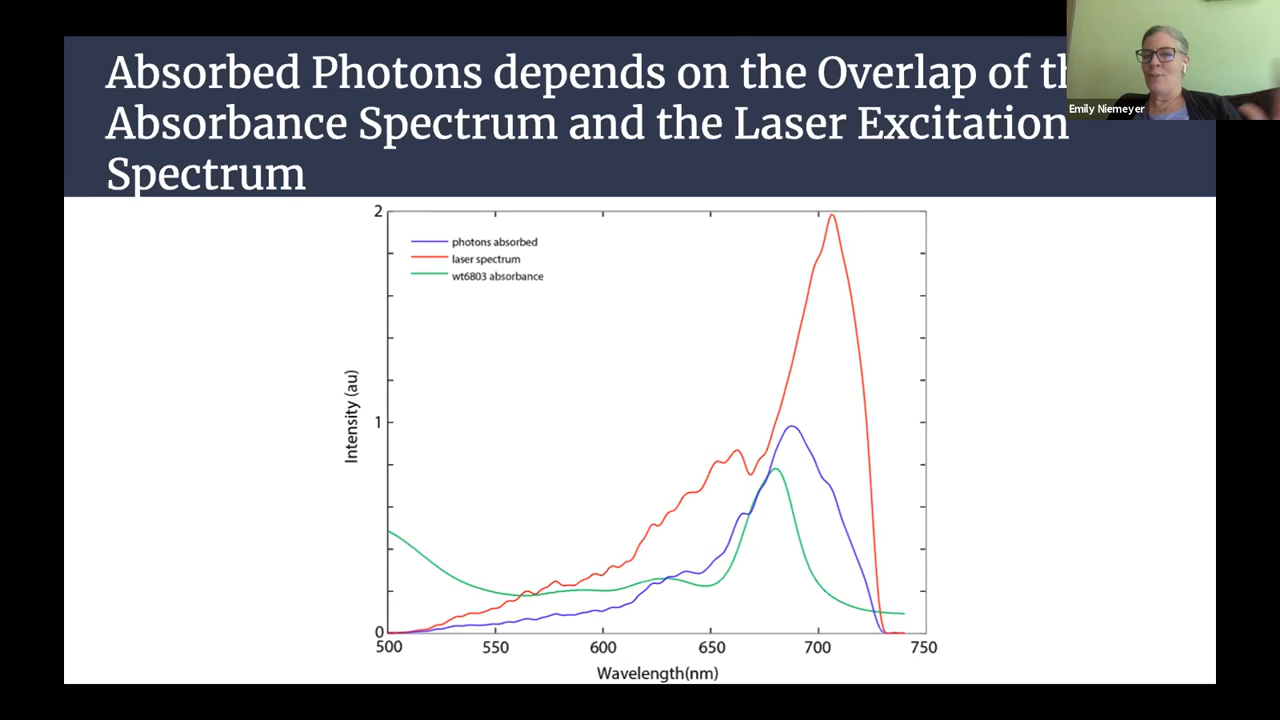 Absorbed Photons depends on the Overlap of th
Absorbance Spectrum and the Laser Excitation
Spectrum
Emily Niemeyer
2
photons absorbed
laser spectrum
wt6803 absorbance
Intensity (au)
1
0
500
550
600
650
700
750
Wavelength(nm)